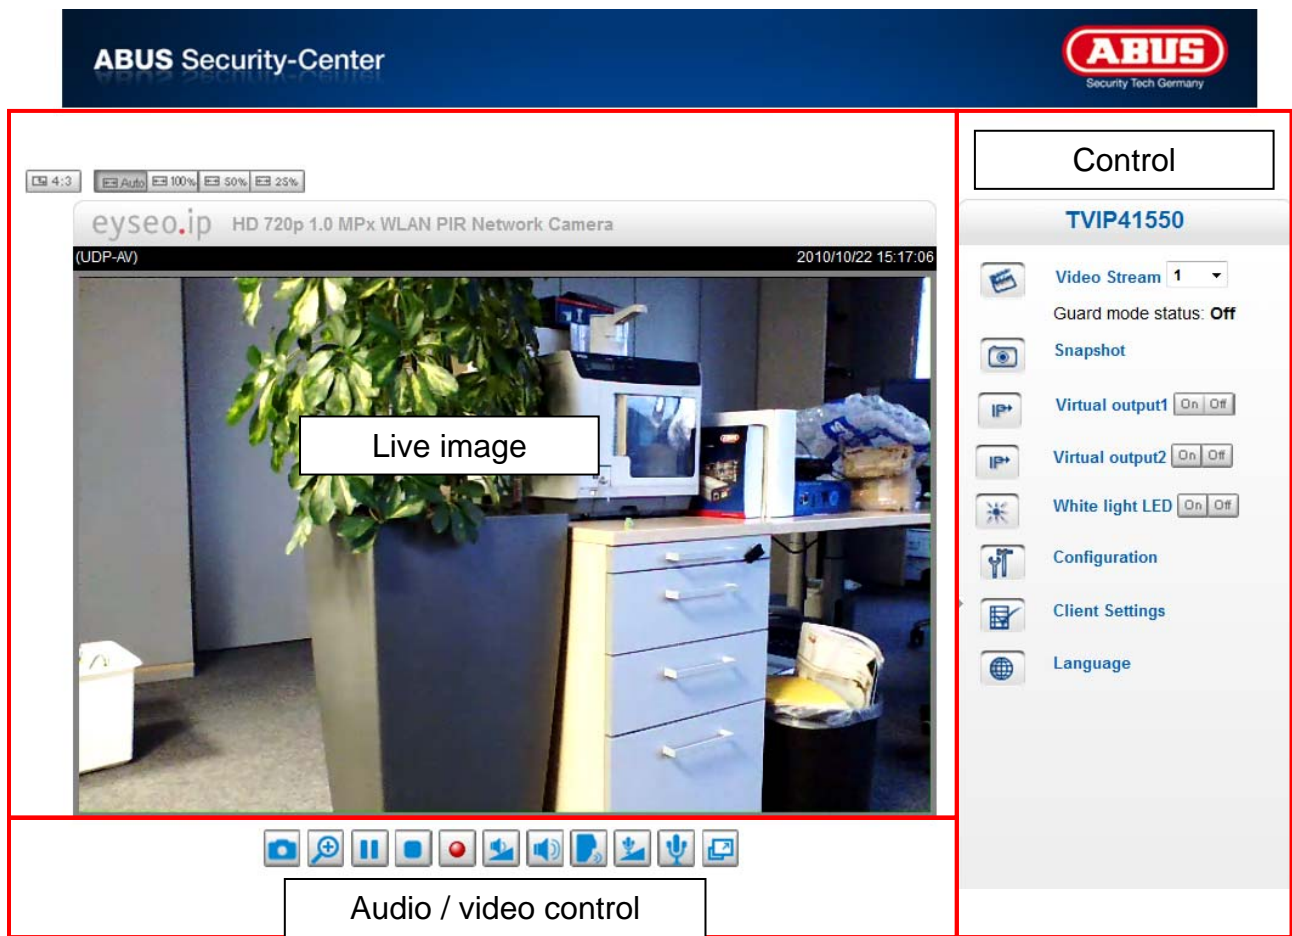 ABUS Security-Center
ABUS
Security Tech Germany
Control
4:3 Auto 100% 50% 25%
eyseo.ip HD 720p 1.0 MPx WLAN PIR Network Camera
TVIP41550
(UDP-AV) 2010/10/22 15:17:06
Video Stream 1
Guard mode status: Off
Snapshot
Virtual output1 On Off
Virtual output2 On Off
White light LED On Off
Configuration
Client Settings
Language
Live image
Audio / video control